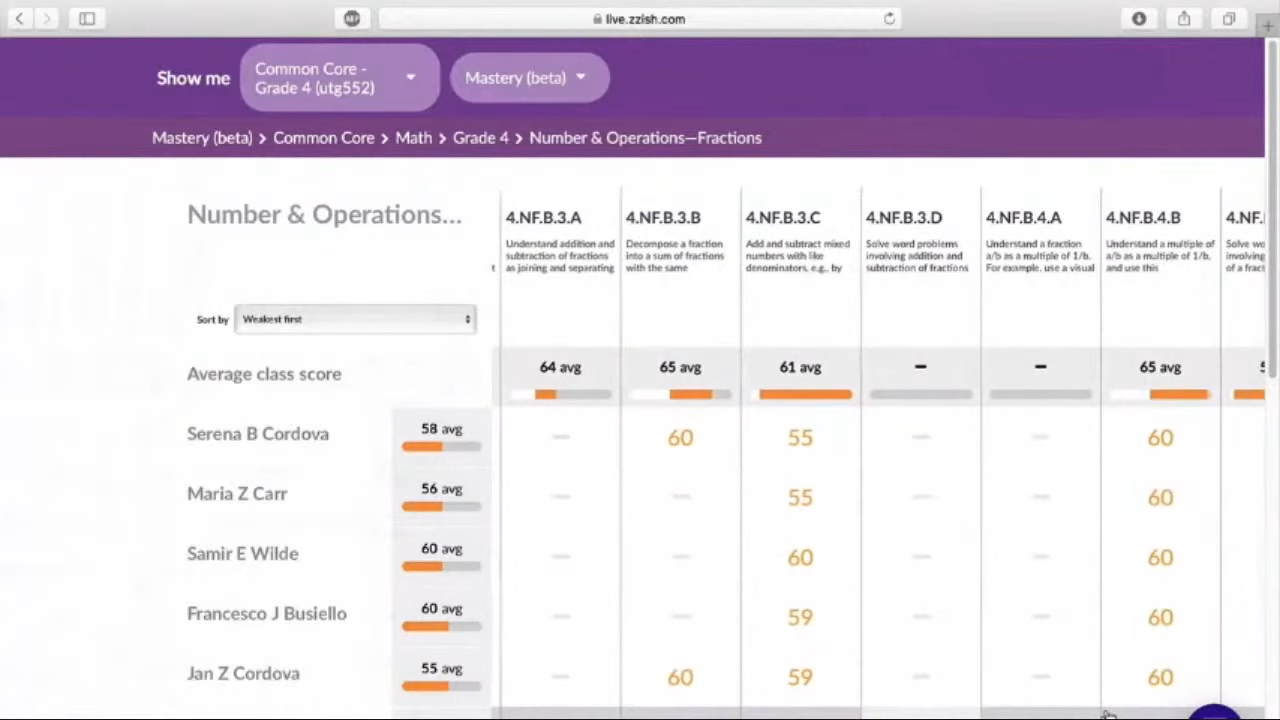 live.zzish.com
Show me
Common Core -
Grade 4 (utg552)
Mastery (beta)
Mastery (beta) > Common Core > Math > Grade 4 > Number & Operations—Fractions
Number & Operations...
4.NF.B.3.A
4.NF.B.3.B
4.NF.B.3.C
4.NF.B.3.D
4.NF.B.4.A
4.NF.B.4.B
4.NF.
Understand addition and
subtraction of fractions
as joining and separating
Decompose a fraction
into a sum of fractions
with the same
Add and subtract mixed
numbers with like
denominators, e.g., by
Solve word problems
involving addition and
subtraction of fractions
Understand a fraction
a/b as a multiple of 1/b.
For example, use a visual
Understand a multiple of
a/b as a multiple of 1/b,
and use this
Solve wo
involving
of a fract
t
Sort by Weakest first
Average class score
64 avg
65 avg
61 avg
–
–
65 avg
Serena B Cordova 58 avg — 60 55 — — 60
Maria Z Carr 56 avg — — 55 — — 60
Samir E Wilde 60 avg — — 60 — — 60
Francesco J Busiello 60 avg — — 59 — — 60
Jan Z Cordova 55 avg — 60 59 — — 60